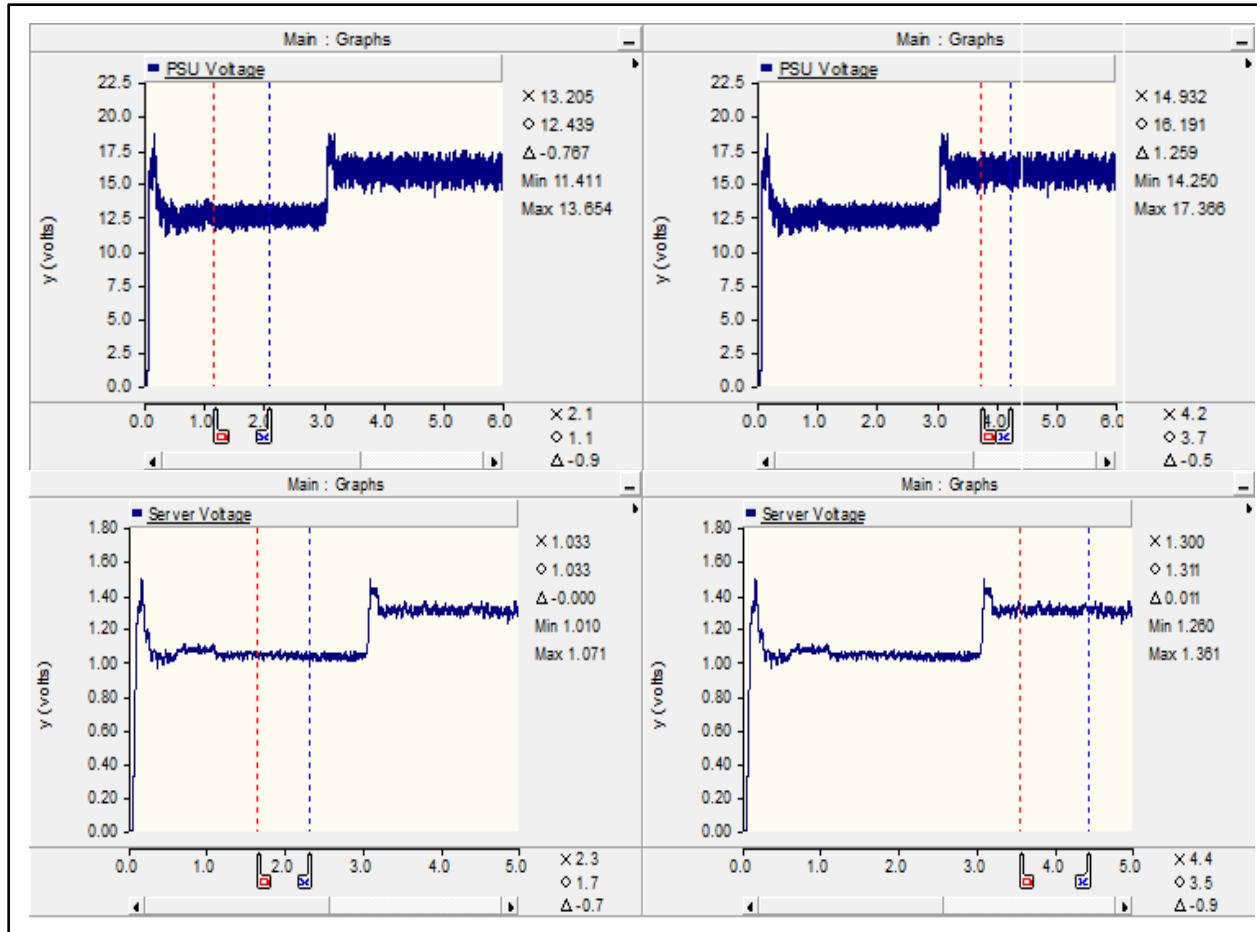 Main : Graphs
PSU Voltage
22.5
20.0
17.5
15.0
12.5
10.0
7.5
5.0
2.5
0.0
y (volts)
× 13.205
○ 12.439
Δ -0.767
Min 11.411
Max 13.654
0.0 1.0 2.0 3.0 4.0 5.0 6.0
× 2.1
○ 1.1
Δ -0.9
Main : Graphs
PSU Voltage
22.5
20.0
17.5
15.0
12.5
10.0
7.5
5.0
2.5
0.0
y (volts)
× 14.932
○ 16.191
Δ 1.259
Min 14.250
Max 17.366
0.0 1.0 2.0 3.0 4.0 5.0 6.0
× 4.2
○ 3.7
Δ -0.5
Main : Graphs
Server Voltage
1.80
1.60
1.40
1.20
1.00
0.80
0.60
0.40
0.20
0.00
y (volts)
× 1.033
○ 1.033
Δ -0.000
Min 1.010
Max 1.071
0.0 1.0 2.0 3.0 4.0 5.0
× 2.3
○ 1.7
Δ -0.7
Main : Graphs
Server Voltage
1.80
1.60
1.40
1.20
1.00
0.80
0.60
0.40
0.20
0.00
y (volts)
× 1.300
○ 1.311
Δ 0.011
Min 1.260
Max 1.361
0.0 1.0 2.0 3.0 4.0 5.0
× 4.4
○ 3.5
Δ -0.9